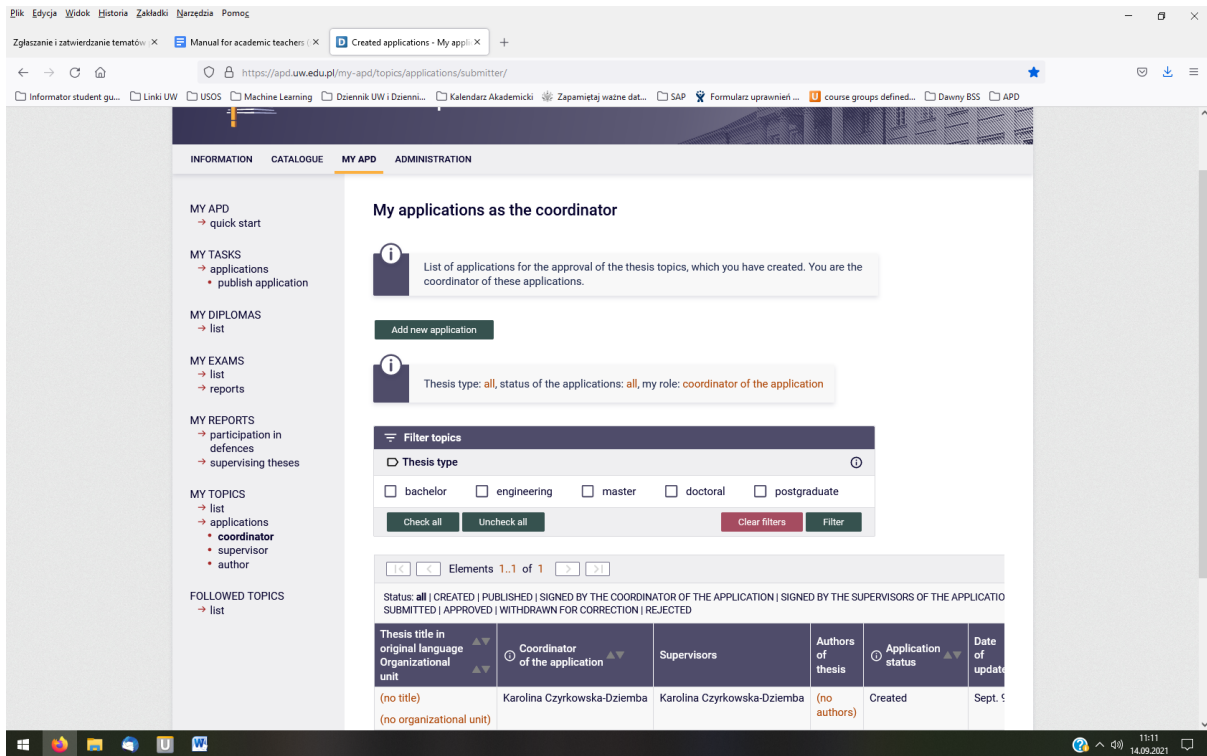 Plik Edycja Widok Historia Zakładki Narzędzia Pomoc
Zgłaszanie i zatwierdzanie tematów
Manual for academic teachers (
Created applications - My appli
https://apd.uw.edu.pl/my-apd/topics/applications/submitter/
Informator student gu... Linki UW USOS Machine Learning Dziennik UW i Dzienni... Kalendarz Akademicki Zapamiętaj ważne dat... SAP Formularz uprawnień ... course groups defined... Dawny BSS APD
INFORMATION CATALOGUE MY APD ADMINISTRATION
MY APD
quick start
MY TASKS
applications
publish application
MY DIPLOMAS
list
MY EXAMS
list
reports
MY REPORTS
participation in
defences
supervising theses
MY TOPICS
list
applications
coordinator
supervisor
author
FOLLOWED TOPICS
list
My applications as the coordinator
List of applications for the approval of the thesis topics, which you have created. You are the
coordinator of these applications.
Add new application
Thesis type: all, status of the applications: all, my role: coordinator of the application
Filter topics
Thesis type
bachelor engineering master doctoral postgraduate
Check all Uncheck all Clear filters Filter
Elements 1..1 of 1
Status: all | CREATED | PUBLISHED | SIGNED BY THE COORDINATOR OF THE APPLICATION | SIGNED BY THE SUPERVISORS OF THE APPLICATIO
SUBMITTED | APPROVED | WITHDRAWN FOR CORRECTION | REJECTED
Thesis title in
original language
Organizational
unit
Coordinator
of the application
Supervisors
Authors
of
thesis
Application
status
Date
of
update
(no title)
(no organizational unit)
Karolina Czyrkowska-Dziemba
Karolina Czyrkowska-Dziemba
(no
authors)
Created
Sept. 9
11:11
14.09.2021